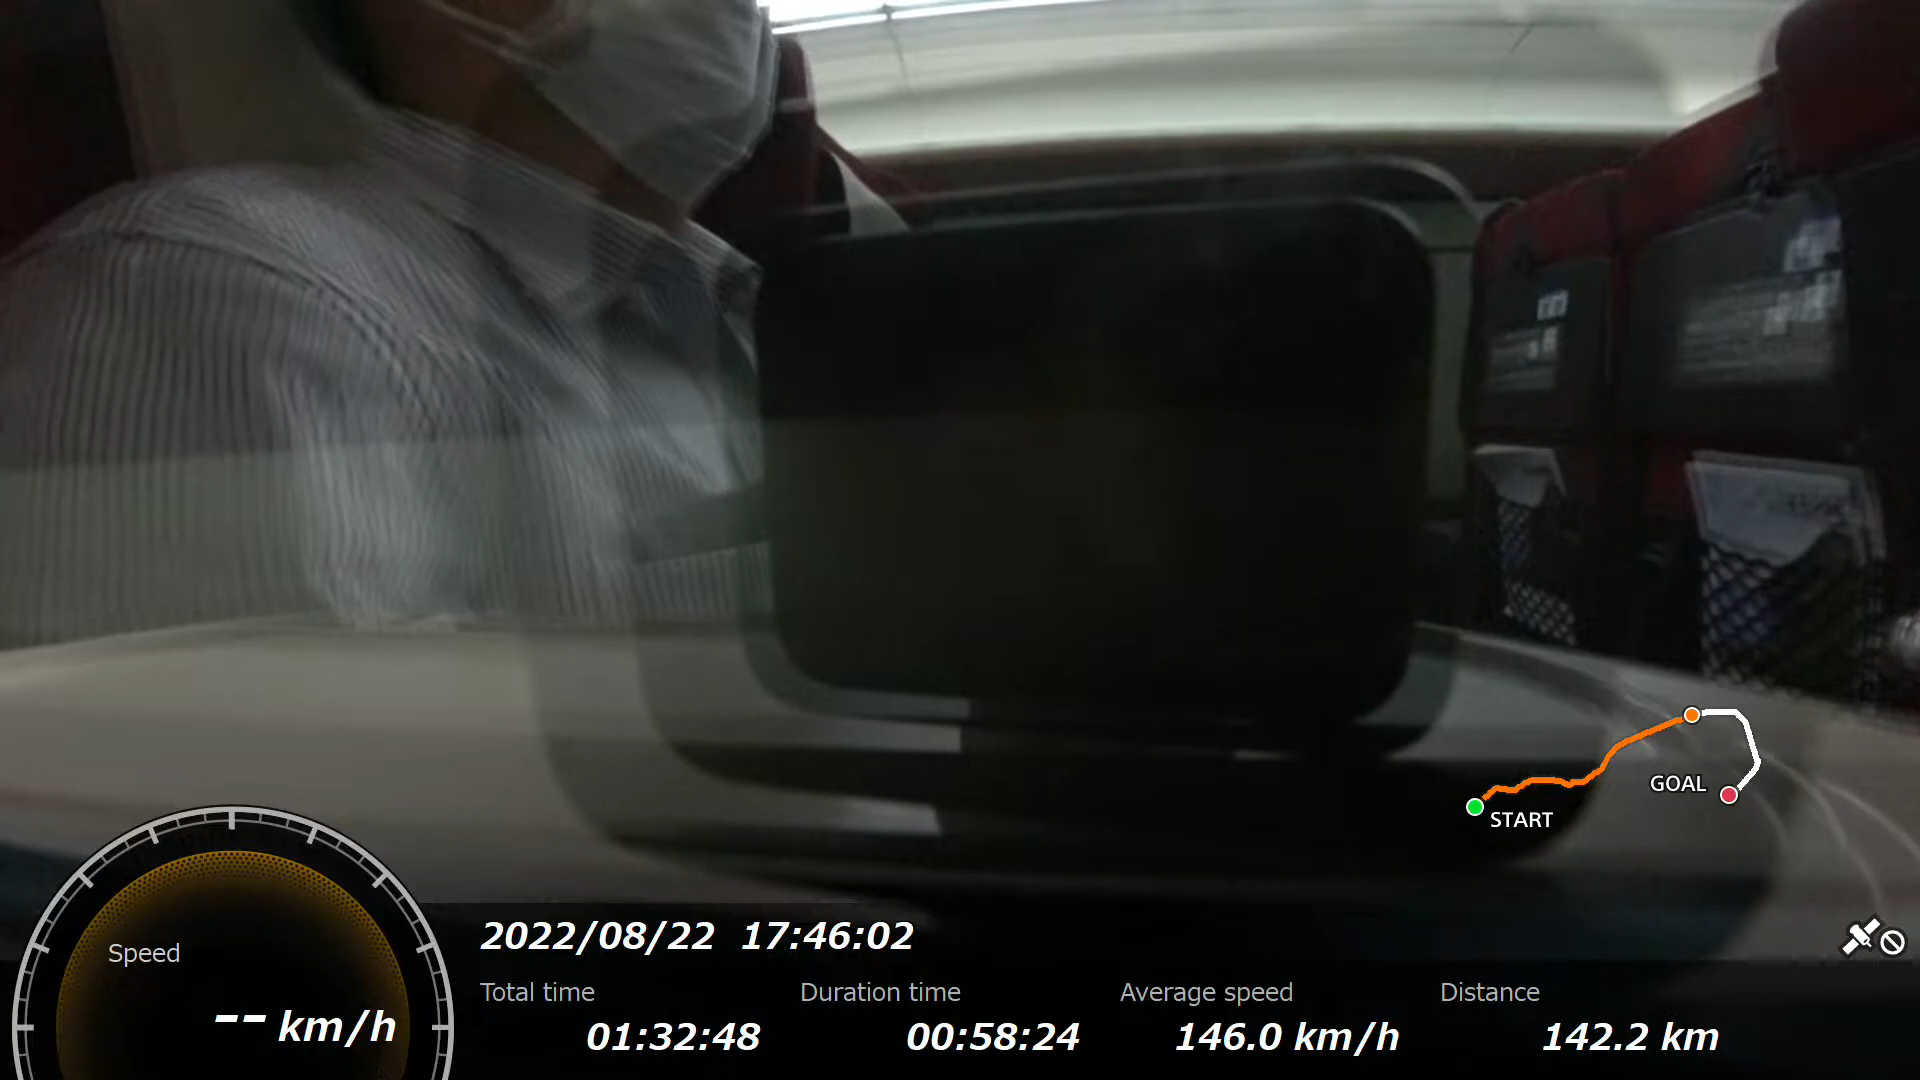 GOAL
START
2022/08/22 17:46:02
Speed
-- km/h
Total time
01:32:48
Duration time
00:58:24
Average speed
146.0 km/h
Distance
142.2 km